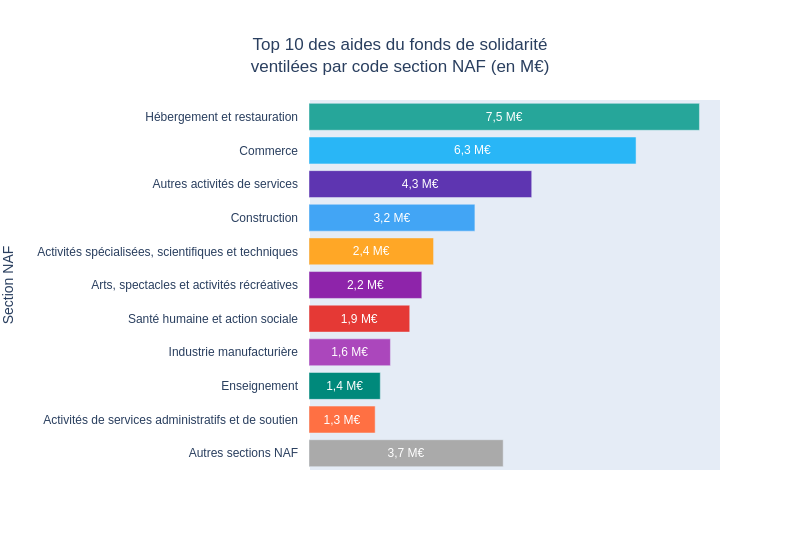 Top 10 des aides du fonds de solidarité
ventilées par code section NAF (en M€)
Section NAF
Hébergement et restauration 7,5 M€
Commerce 6,3 M€
Autres activités de services 4,3 M€
Construction 3,2 M€
Activités spécialisées, scientifiques et techniques 2,4 M€
Arts, spectacles et activités récréatives 2,2 M€
Santé humaine et action sociale 1,9 M€
Industrie manufacturière 1,6 M€
Enseignement 1,4 M€
Activités de services administratifs et de soutien 1,3 M€
Autres sections NAF 3,7 M€